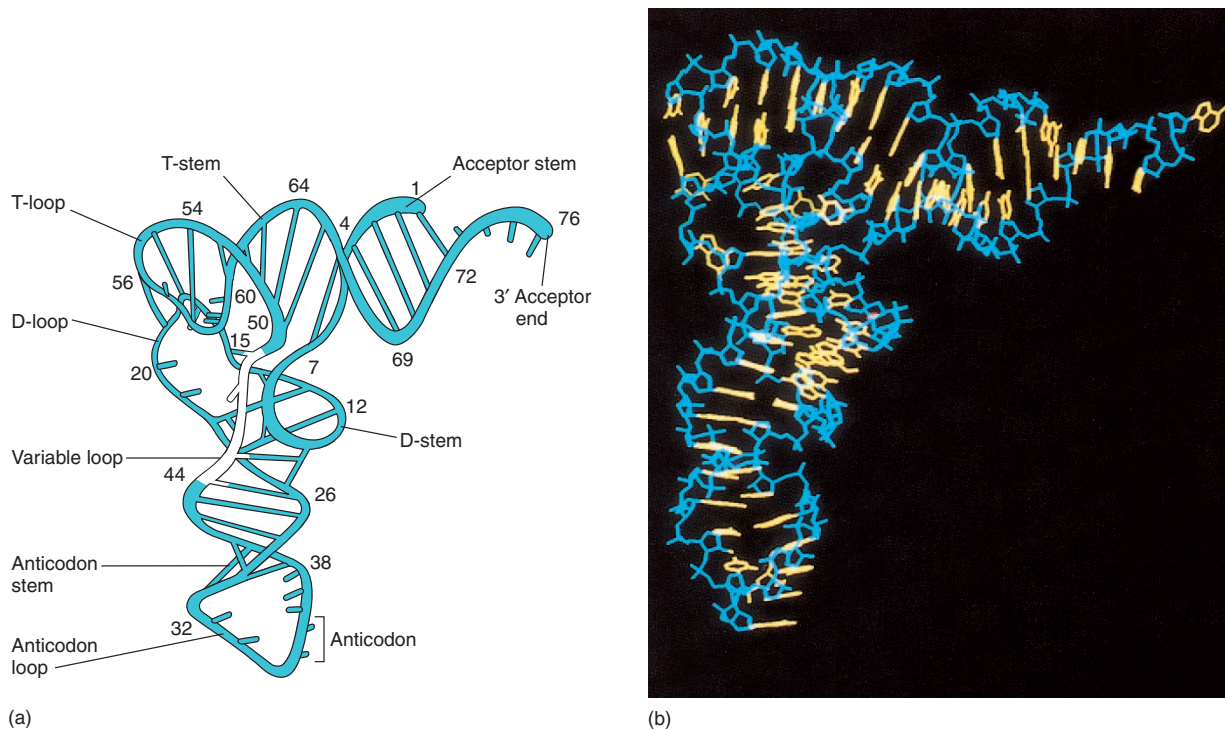 T-stem
64
Acceptor stem
1
T-loop
54
4
76
56
60
72
3′ Acceptor
end
D-loop
50
15
69
20
7
12
D-stem
Variable loop
44
26
Anticodon
stem
38
32
Anticodon
Anticodon
loop
(a)
(b)